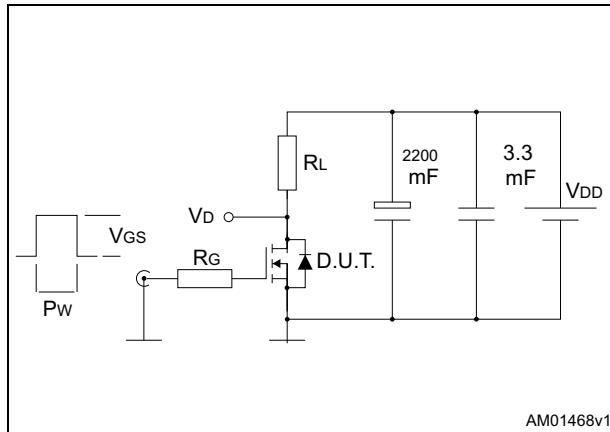 RL
2200
mF
3.3
mF
VDD
VD
VGS
RG
D.U.T.
PW
AM01468v1